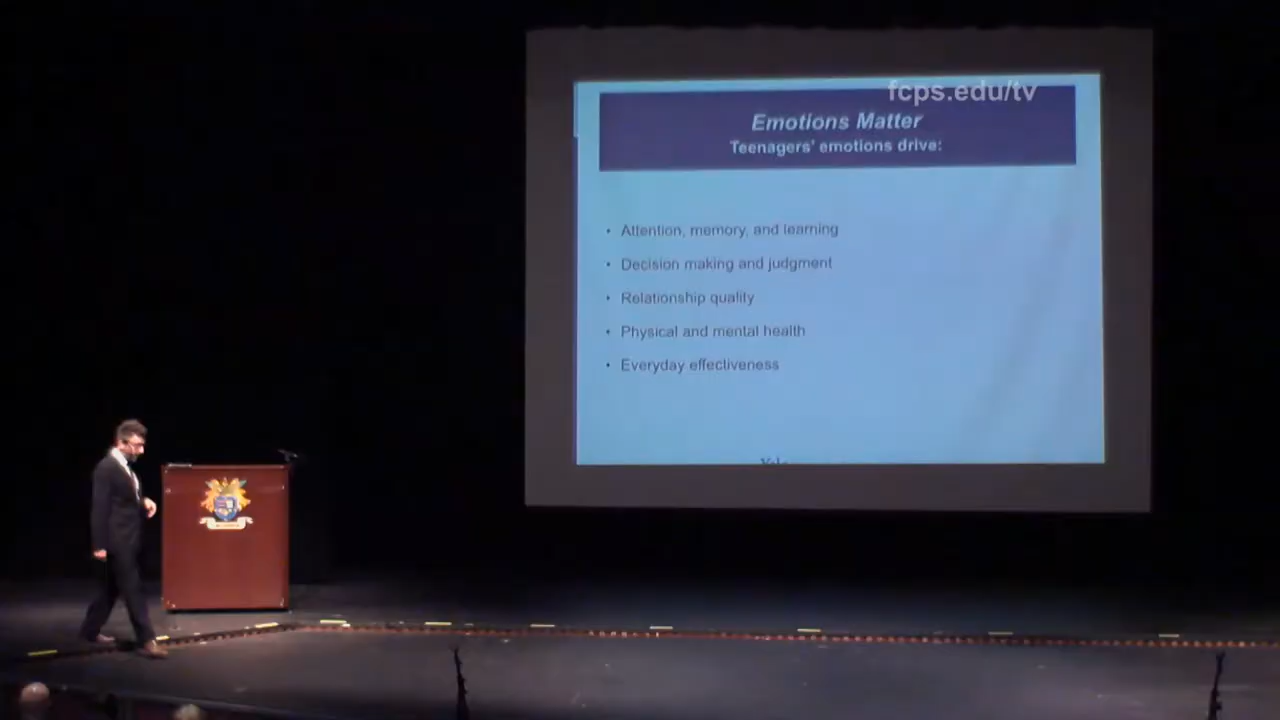 fcps.edu/tv
Emotions Matter
Teenagers' emotions drive:
• Attention, memory, and learning
• Decision making and judgment
• Relationship quality
• Physical and mental health
• Everyday effectiveness